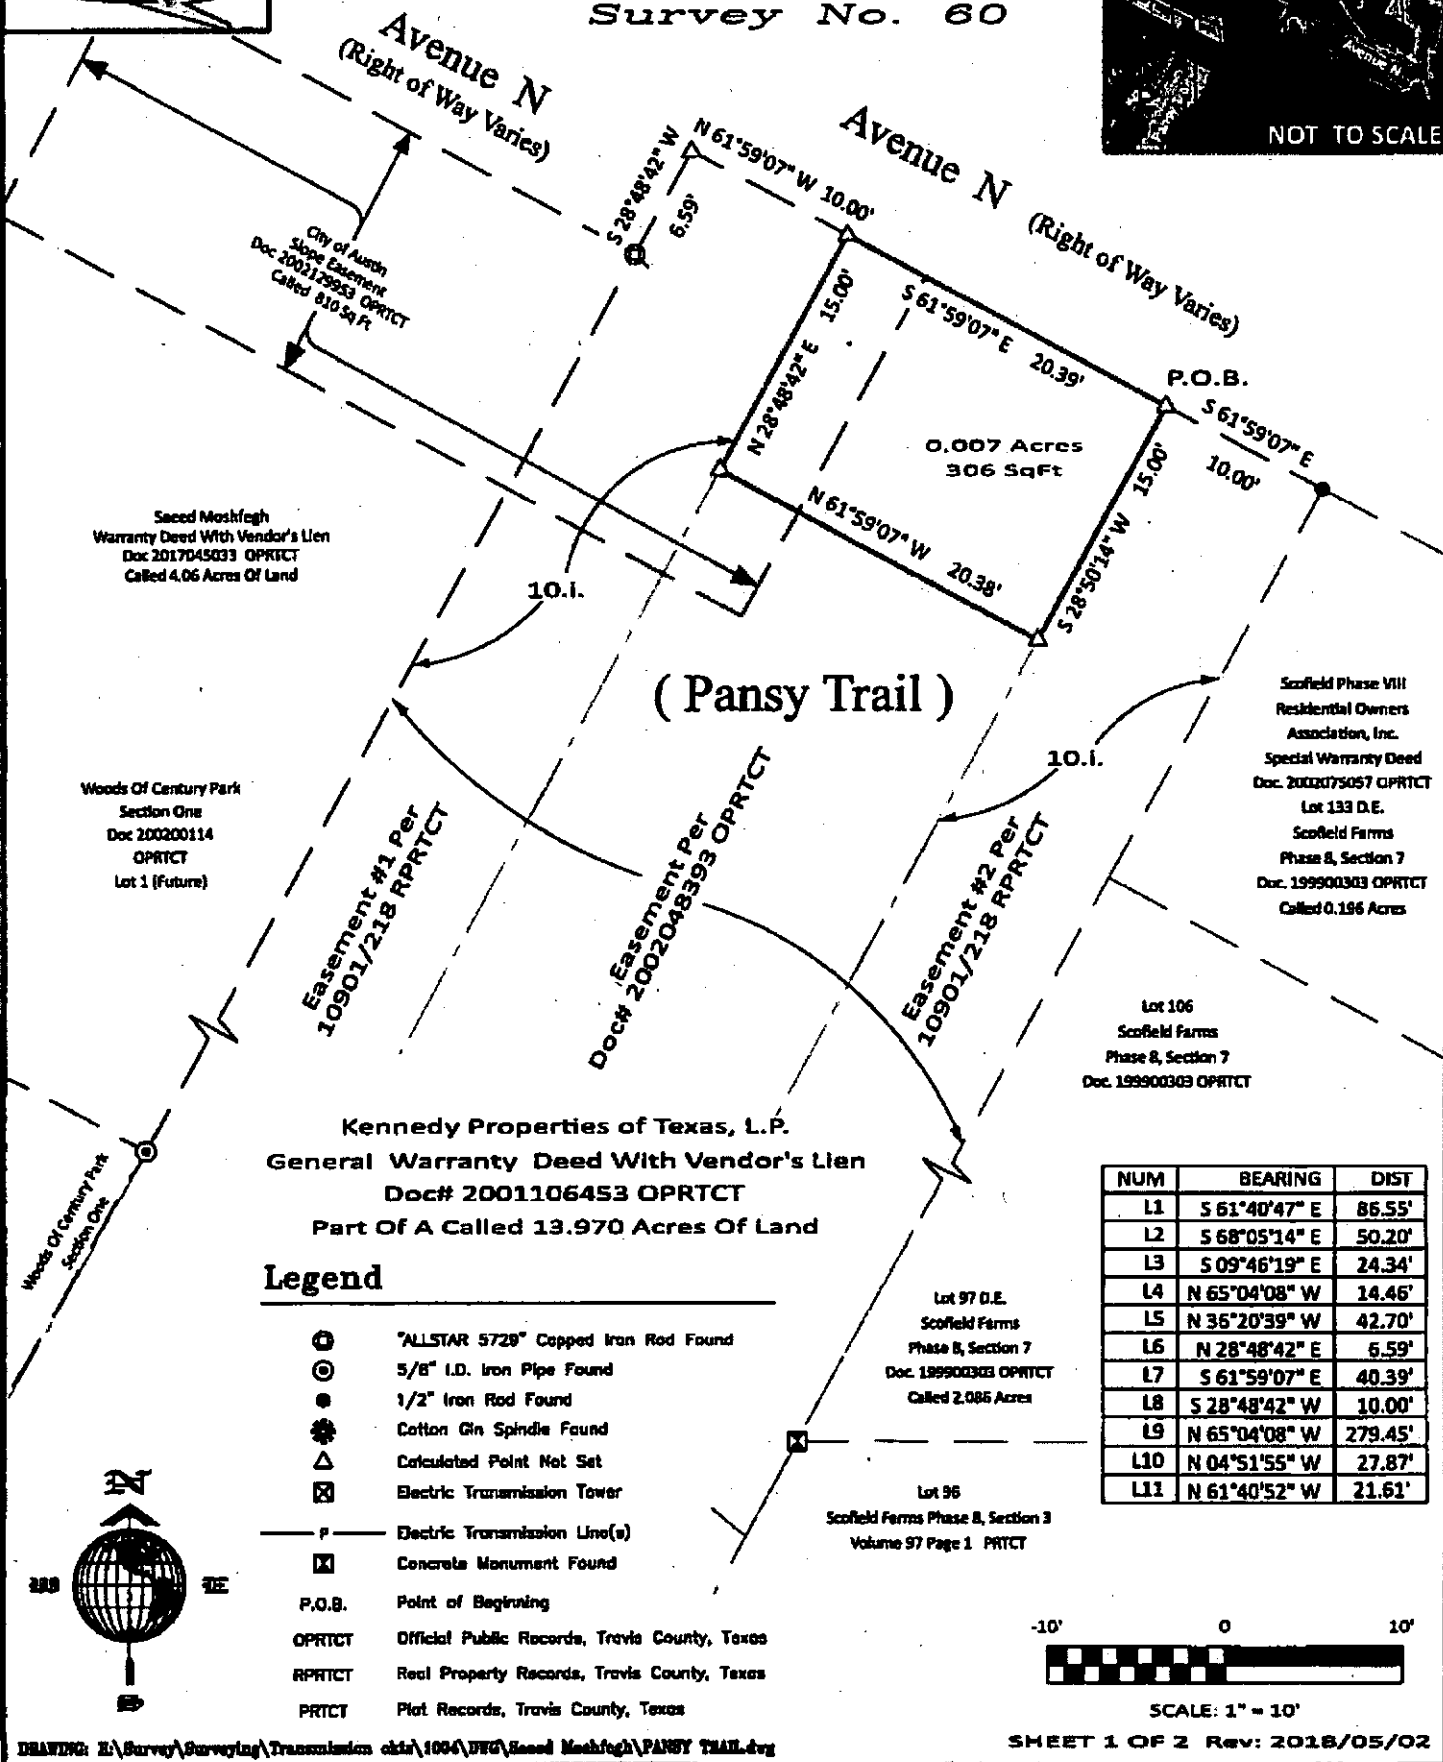 Survey No. 60
NOT TO SCALE
Avenue N
(Right of Way Varies)
Avenue N
(Right of Way Varies)
S 28°48'42" W
6.59'
N 61°59'07" W 10.00'
City of Austin
Slope Easement
Doc 2002129953 OPRTCT
Called 810 Sq Ft
N 28°48'42" E 15.00'
S 61°59'07" E 20.39'
P.O.B.
S 61°59'07" E
10.00'
0.007 Acres
306 SqFt
N 61°59'07" W 20.38'
S 28°50'14" W 15.00'
Saeed Moshfegh
Warranty Deed With Vendor's Lien
Doc 2017045033 OPRTCT
Called 4.06 Acres Of Land
10.i.
( Pansy Trail )
10.i.
Scofield Phase VIII
Residential Owners
Association, Inc.
Special Warranty Deed
Doc. 2002075057 OPRTCT
Lot 133 D.E.
Scofield Farms
Phase 8, Section 7
Doc. 199900303 OPRTCT
Called 0.196 Acres
Woods Of Century Park
Section One
Doc 200200114
OPRTCT
Lot 1 (Future)
Easement #1 Per
10901/218 RPRTCT
Easement Per
Doc# 2002048393 OPRTCT
Easement #2 Per
10901/218 RPRTCT
Lot 106
Scofield Farms
Phase 8, Section 7
Doc. 199900303 OPRTCT
Kennedy Properties of Texas, L.P.
General Warranty Deed With Vendor's Lien
Doc# 2001106453 OPRTCT
Part Of A Called 13.970 Acres Of Land
Woods Of Century Park
Section One
NUM BEARING DIST
L1 S 61°40'47" E 86.55'
L2 S 68°05'14" E 50.20'
L3 S 09°46'19" E 24.34'
L4 N 65°04'08" W 14.46'
L5 N 36°20'39" W 42.70'
L6 N 28°48'42" E 6.59'
L7 S 61°59'07" E 40.39'
L8 S 28°48'42" W 10.00'
L9 N 65°04'08" W 279.45'
L10 N 04°51'55" W 27.87'
L11 N 61°40'52" W 21.61'
Legend
"ALLSTAR 5729" Capped Iron Rod Found
5/8" I.D. Iron Pipe Found
1/2" Iron Rod Found
Cotton Gin Spindle Found
Calculated Point Not Set
Electric Transmission Tower
P Electric Transmission Line(s)
Concrete Monument Found
P.O.B. Point of Beginning
OPRTCT Official Public Records, Travis County, Texas
RPRTCT Real Property Records, Travis County, Texas
PRTCT Plat Records, Travis County, Texas
Lot 97 D.E.
Scofield Farms
Phase 8, Section 7
Doc. 199900303 OPRTCT
Called 2.086 Acres
Lot 96
Scofield Farms Phase 8, Section 3
Volume 97 Page 1 PRTCT
N
E
-10' 0 10'
SCALE: 1" = 10'
SHEET 1 OF 2 Rev: 2018/05/02